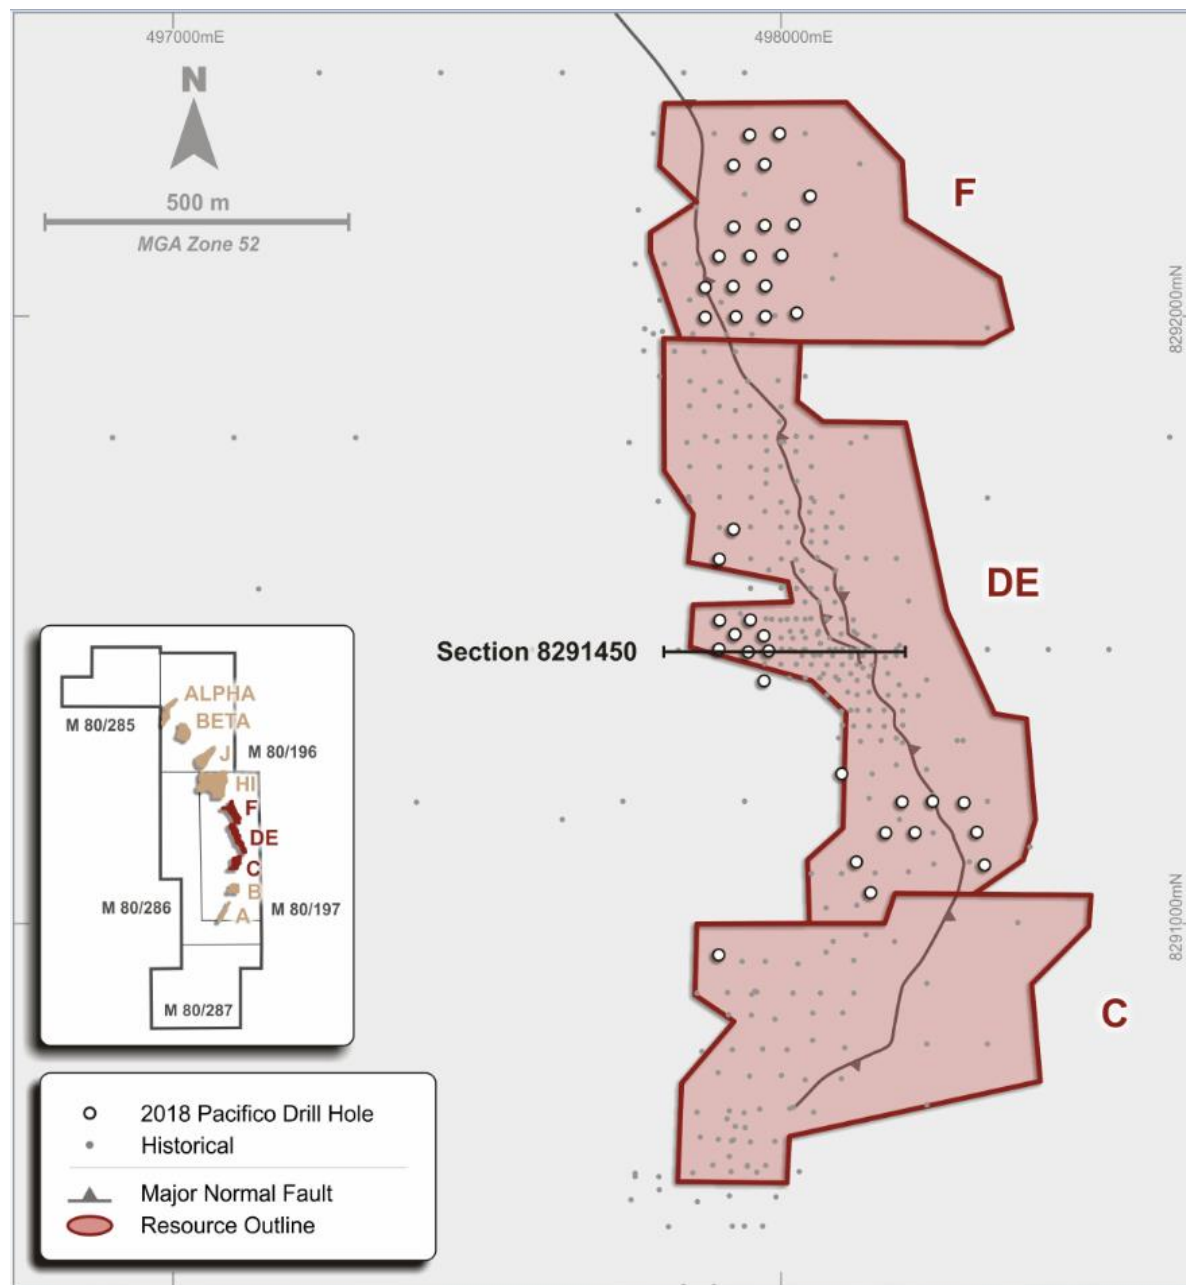 497000mE
498000mE
N
500 m
MGA Zone 52
F
8292000mN
DE
Section 8291450
ALPHA
M 80/285
BETA
J
M 80/196
HI
F
DE
C
B
M 80/286
A
M 80/197
M 80/287
8291000mN
C
2018 Pacifico Drill Hole
Historical
Major Normal Fault
Resource Outline